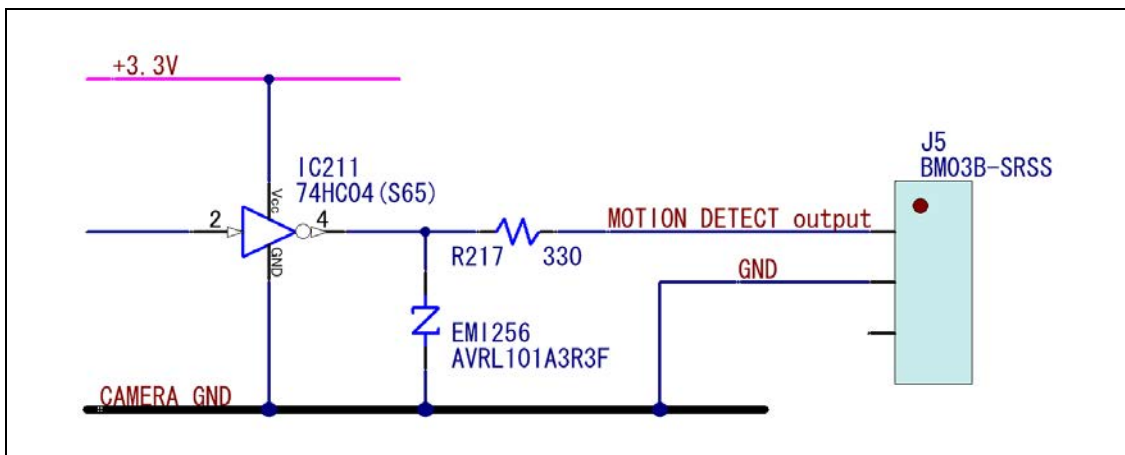 +3.3V
J5
BM03B-SRSS
IC211
74HC04(S65)
Vcc
2
4
GND
MOTION DETECT output
R217 330
GND
EMI256
AVRL101A3R3F
CAMERA GND